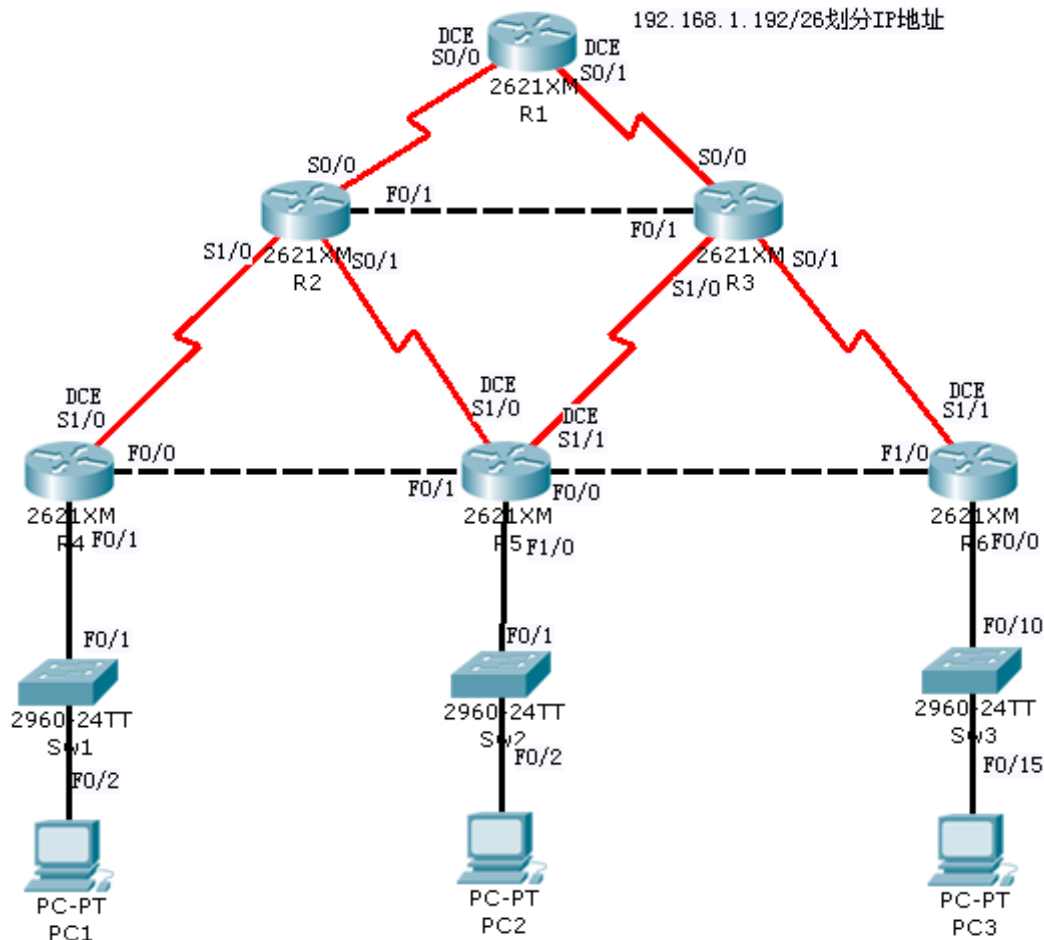 192.168.1.192/26划分IP地址
DCE
S0/0
DCE
S0/1
2621XM
R1
S0/0
S0/0
F0/1
F0/1
2621XM
R2
S1/0
S0/1
2621XM
R3
S1/0
S0/1
DCE
S1/0
DCE
S1/0
DCE
S1/1
DCE
S1/1
F0/0
F0/1
F0/0
F1/0
2621XM
R4
F0/1
2621XM
R5
F1/0
2621XM
R6
F0/0
F0/1
F0/1
F0/10
2960-24TT
Sw1
2960-24TT
Sw2
2960-24TT
Sw3
F0/2
F0/2
F0/15
PC-PT
PC1
PC-PT
PC2
PC-PT
PC3